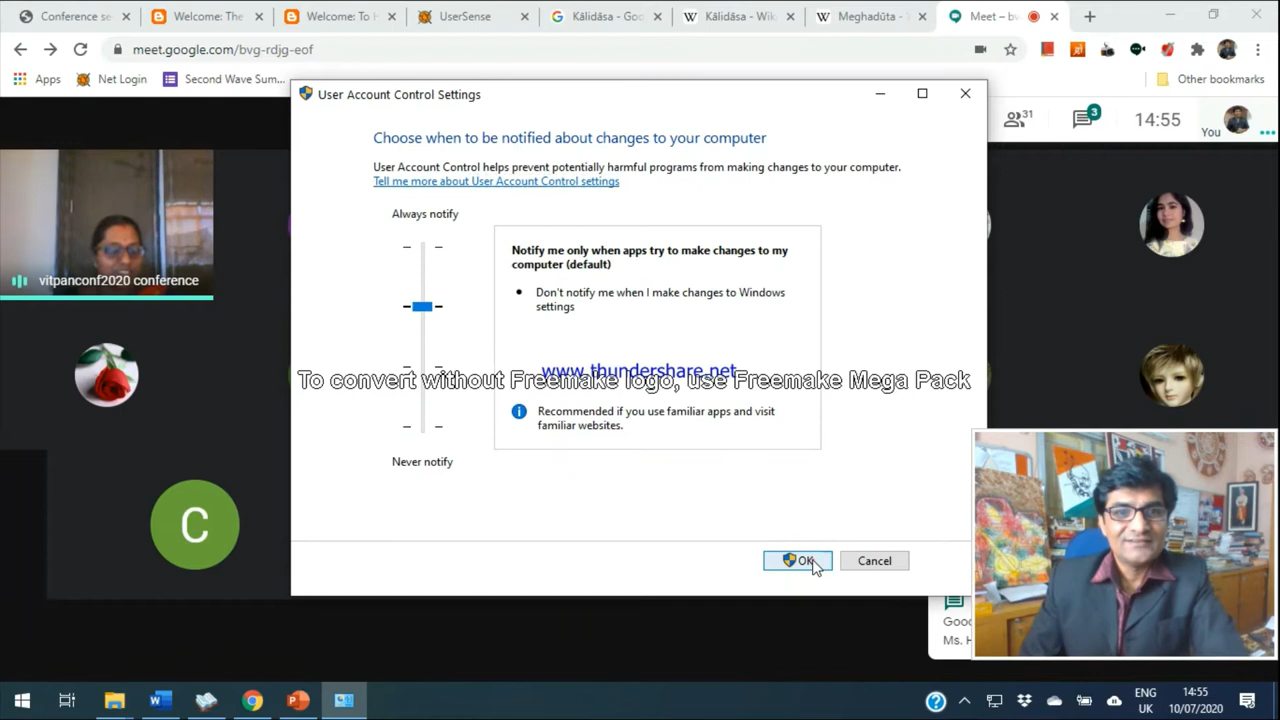 Conference se
Welcome: The
Welcome: To H
UserSense
Kālidāsa - Goo
Kālidāsa - Wiki
Meghadūta - 
Meet – bv
meet.google.com/bvg-rdjg-eof
Apps
Net Login
Second Wave Sum...
Other bookmarks
User Account Control Settings
31
3
14:55
You
Choose when to be notified about changes to your computer
User Account Control helps prevent potentially harmful programs from making changes to your computer.
Tell me more about User Account Control settings
Always notify
Notify me only when apps try to make changes to my
computer (default)
Don't notify me when I make changes to Windows
settings
vitpanconf2020 conference
www.thundershare.net
To convert without Freemake logo, use Freemake Mega Pack
Recommended if you use familiar apps and visit
familiar websites.
Never notify
C
OK
Cancel
Good
Ms. H
ENG
UK
14:55
10/07/2020